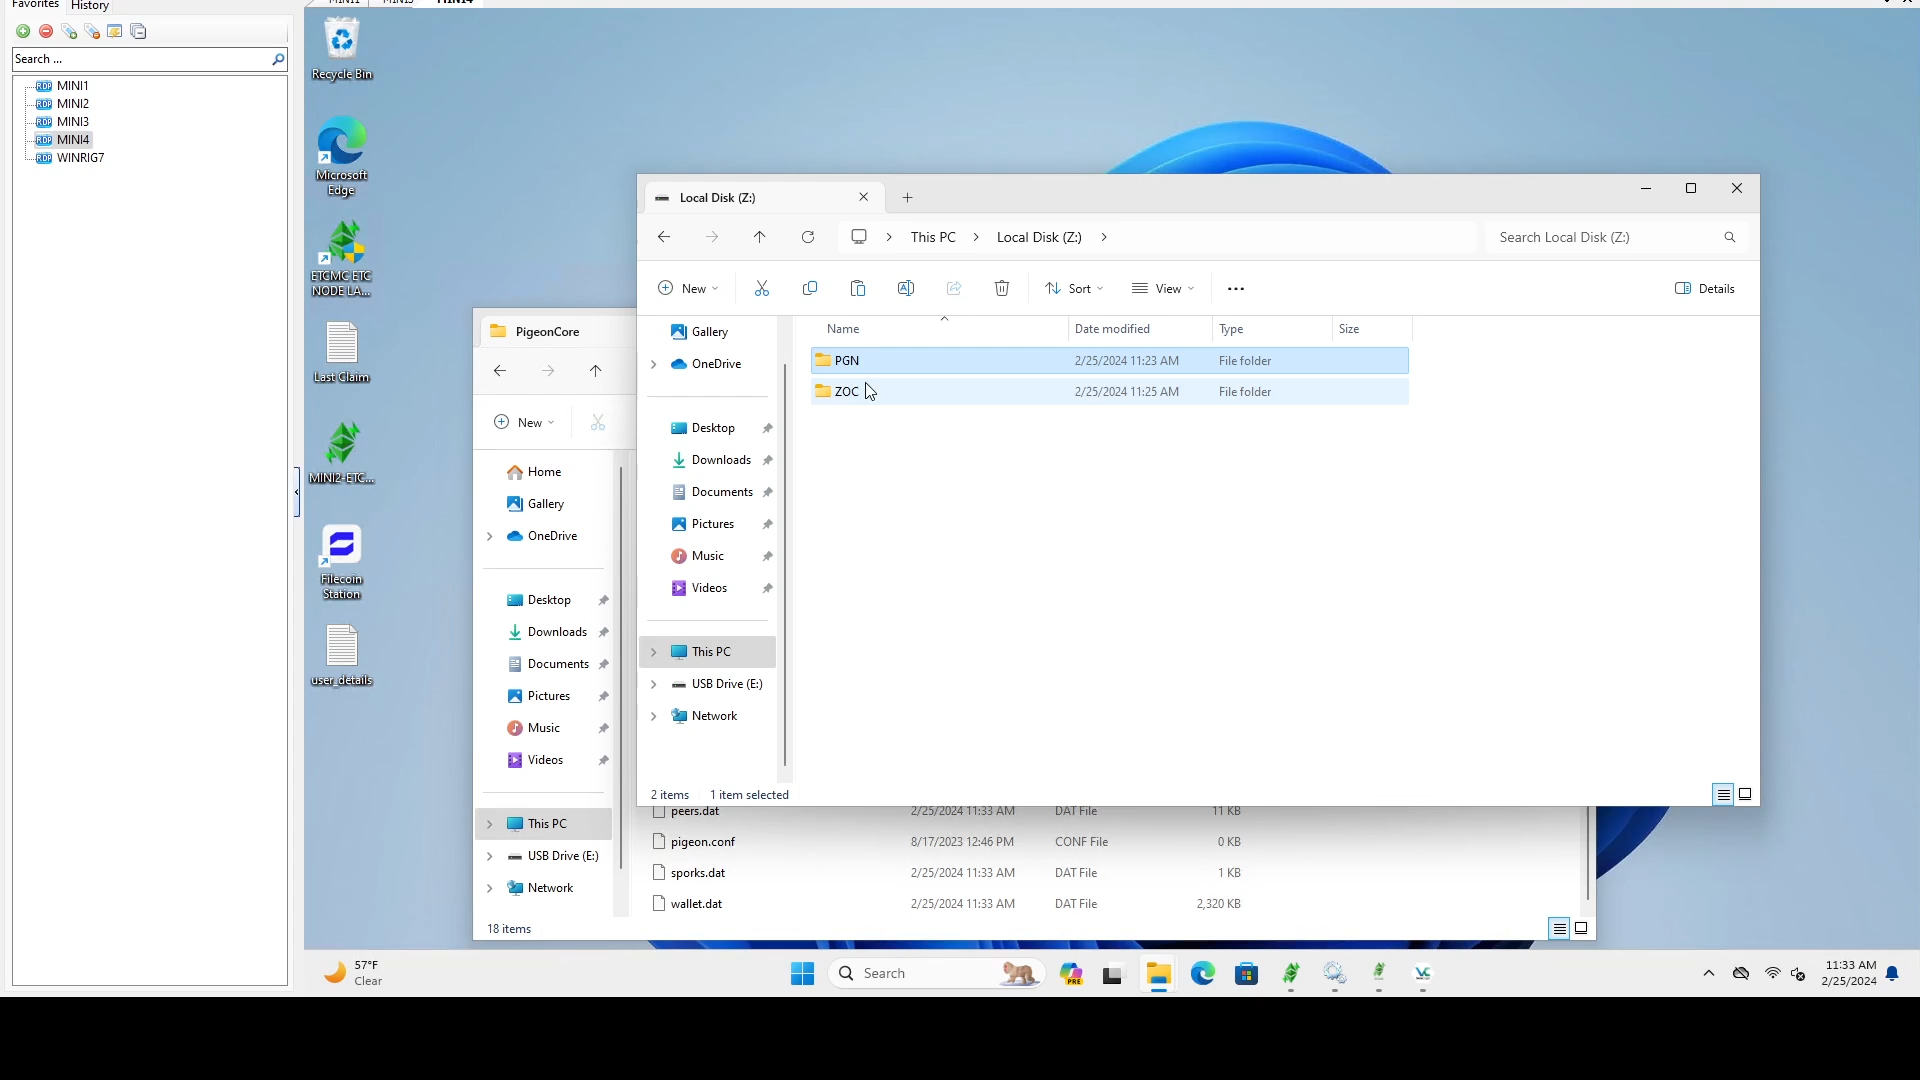 Favorites History
MINI4
Search ...
MINI1
MINI2
MINI3
MINI4
WINRIG7
Recycle Bin
Microsoft
Edge
ETCMC ETC
NODE LA...
Last Claim
MINI2-ETC...
Filecoin
Station
user_details
Local Disk (Z:)
This PC > Local Disk (Z:) >
Search Local Disk (Z:)
New
Sort
View
Details
Gallery
OneDrive
Desktop
Downloads
Documents
Pictures
Music
Videos
This PC
USB Drive (E:)
Network
Name Date modified Type Size
PGN 2/25/2024 11:23 AM File folder
ZOC 2/25/2024 11:25 AM File folder
2 items 1 item selected
PigeonCore
New
Home
Gallery
OneDrive
Desktop
Downloads
Documents
Pictures
Music
Videos
This PC
USB Drive (E:)
Network
peers.dat 2/25/2024 11:33 AM DAT File 11 KB
pigeon.conf 8/17/2023 12:46 PM CONF File 0 KB
sporks.dat 2/25/2024 11:33 AM DAT File 1 KB
wallet.dat 2/25/2024 11:33 AM DAT File 2,320 KB
18 items
57°F
Clear
Search
PRE
11:33 AM
2/25/2024